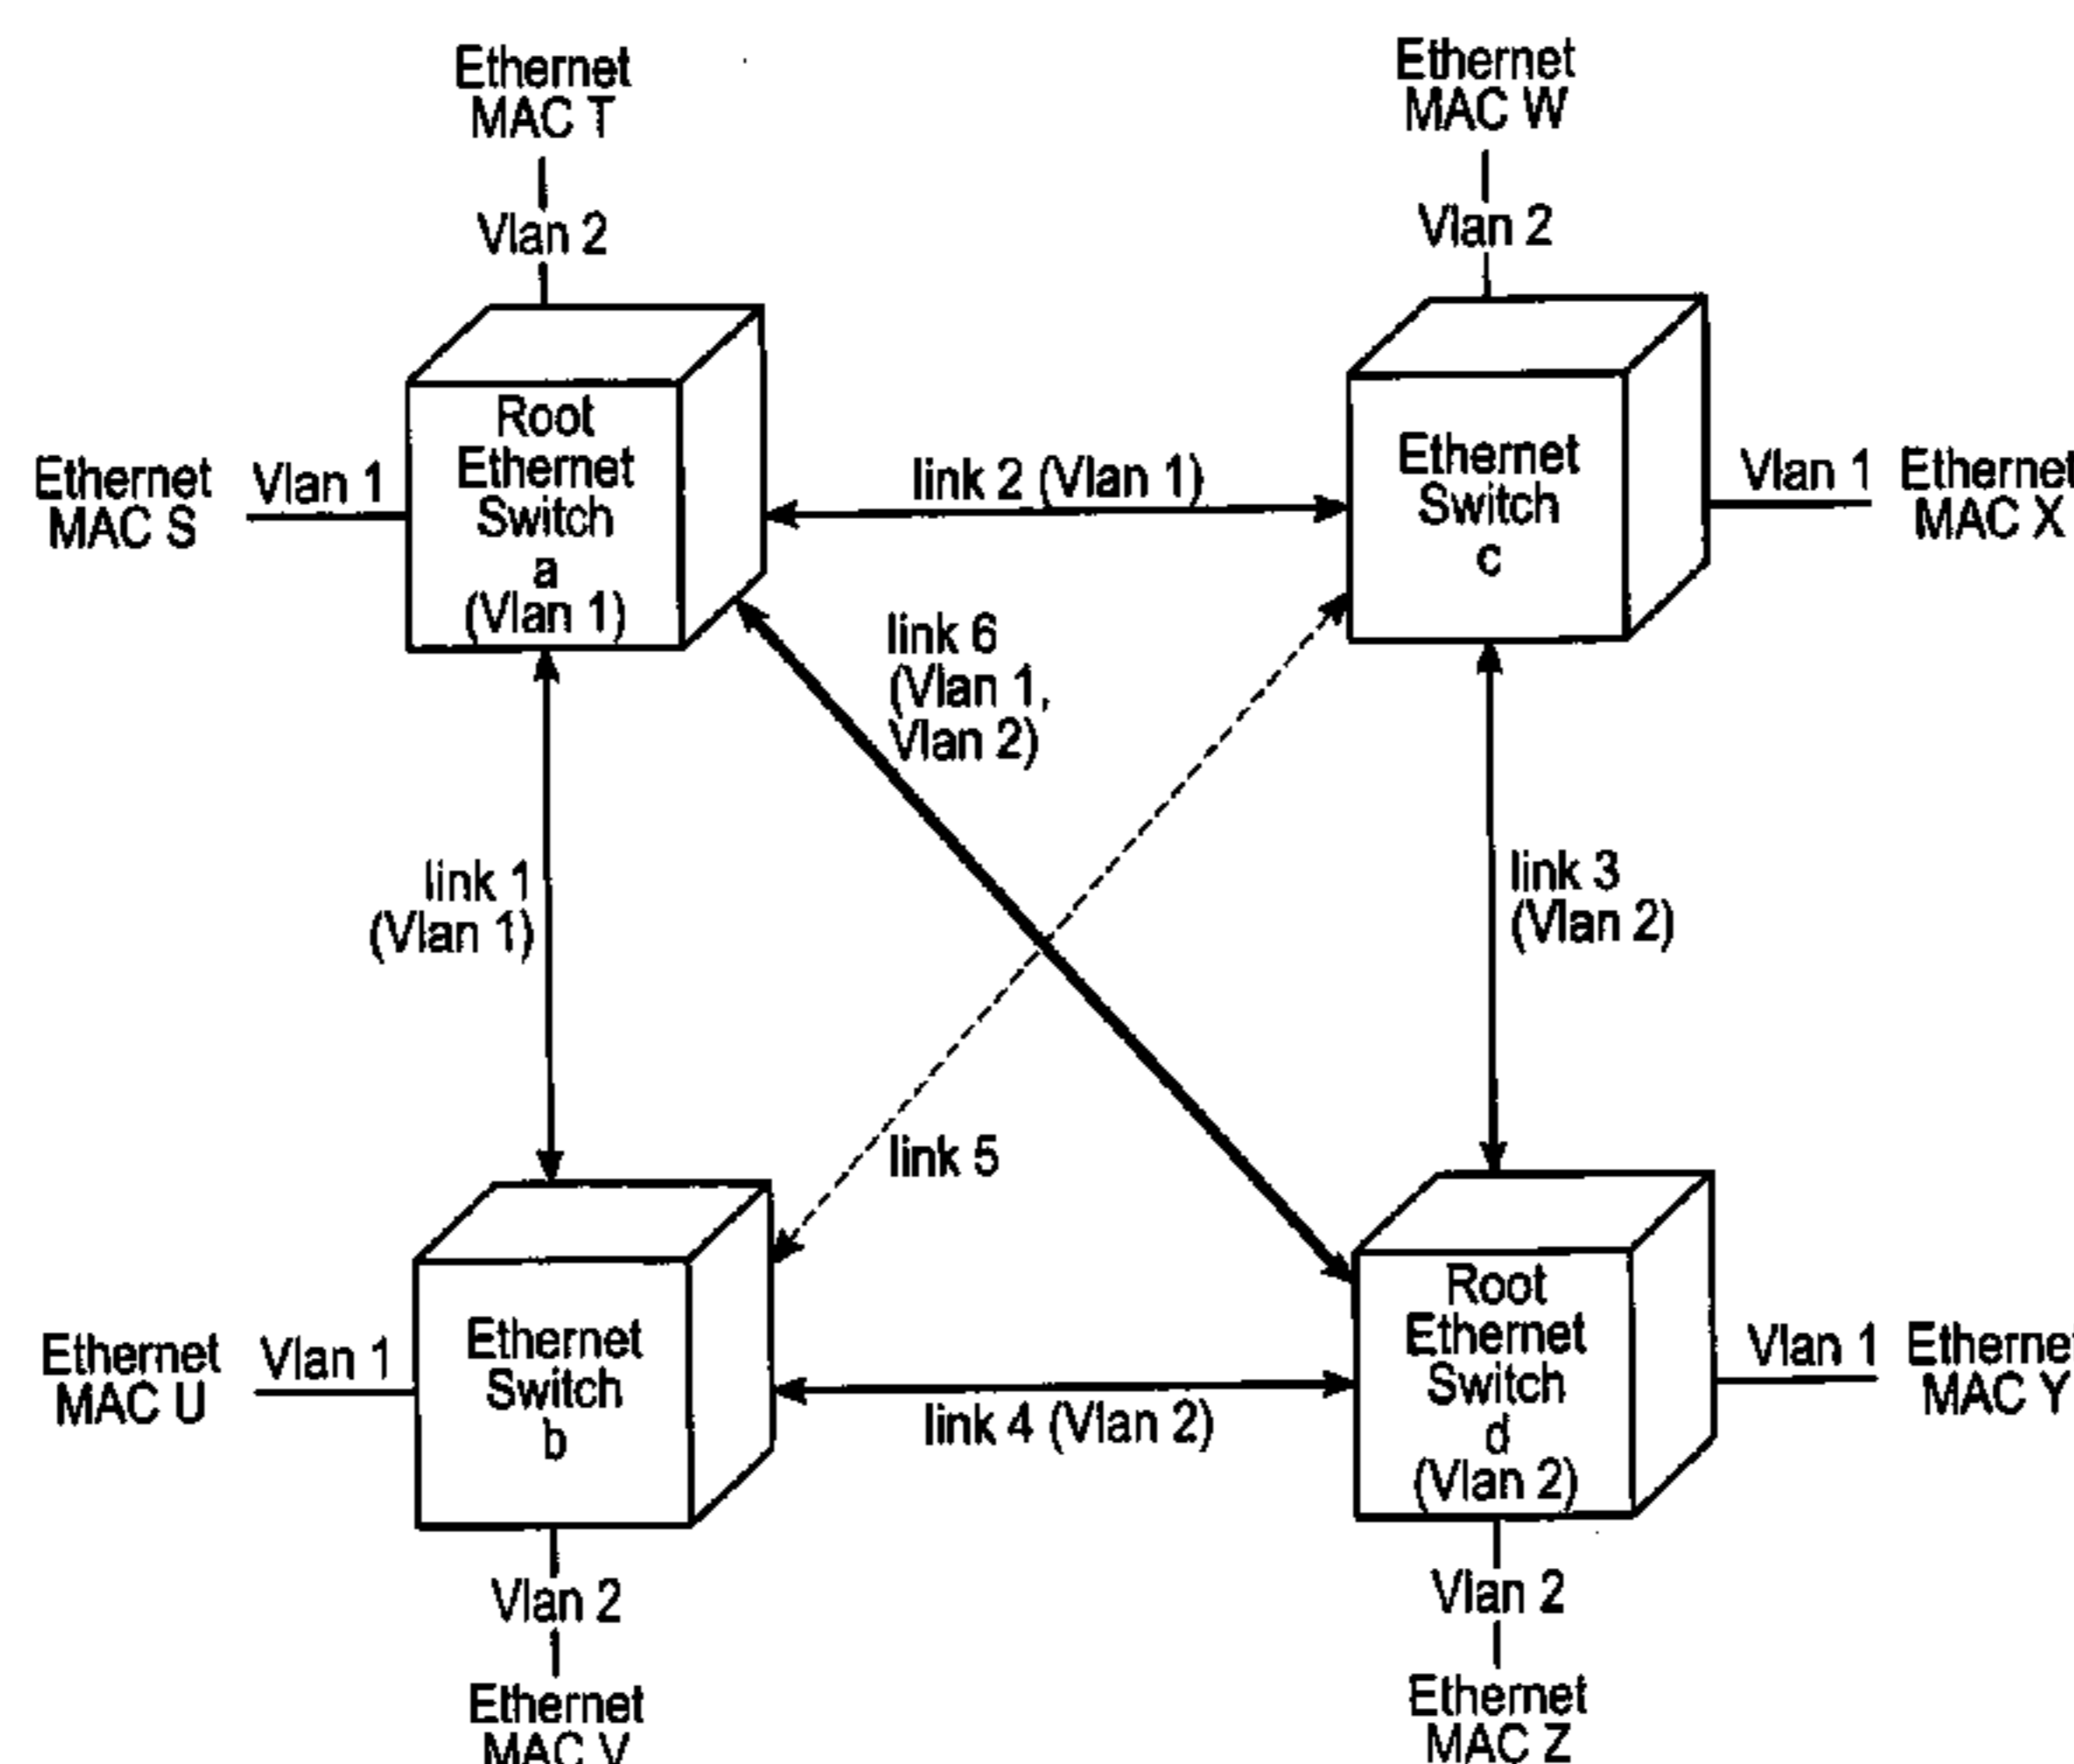 Ethernet
MAC T
Vlan 2
Ethernet
MAC W
Vlan 2
Ethernet
MAC S
Vlan 1
Root
Ethernet
Switch
a
(Vlan 1)
link 2 (Vlan 1)
Ethernet
Switch
c
Vlan 1
Ethernet
MAC X
link 6
(Vlan 1,
Vlan 2)
link 1
(Vlan 1)
link 3
(Vlan 2)
link 5
Ethernet
MAC U
Vlan 1
Ethernet
Switch
b
link 4 (Vlan 2)
Root
Ethernet
Switch
d
(Vlan 2)
Vlan 1
Ethernet
MAC Y
Vlan 2
Ethernet
MAC V
Vlan 2
Ethernet
MAC Z